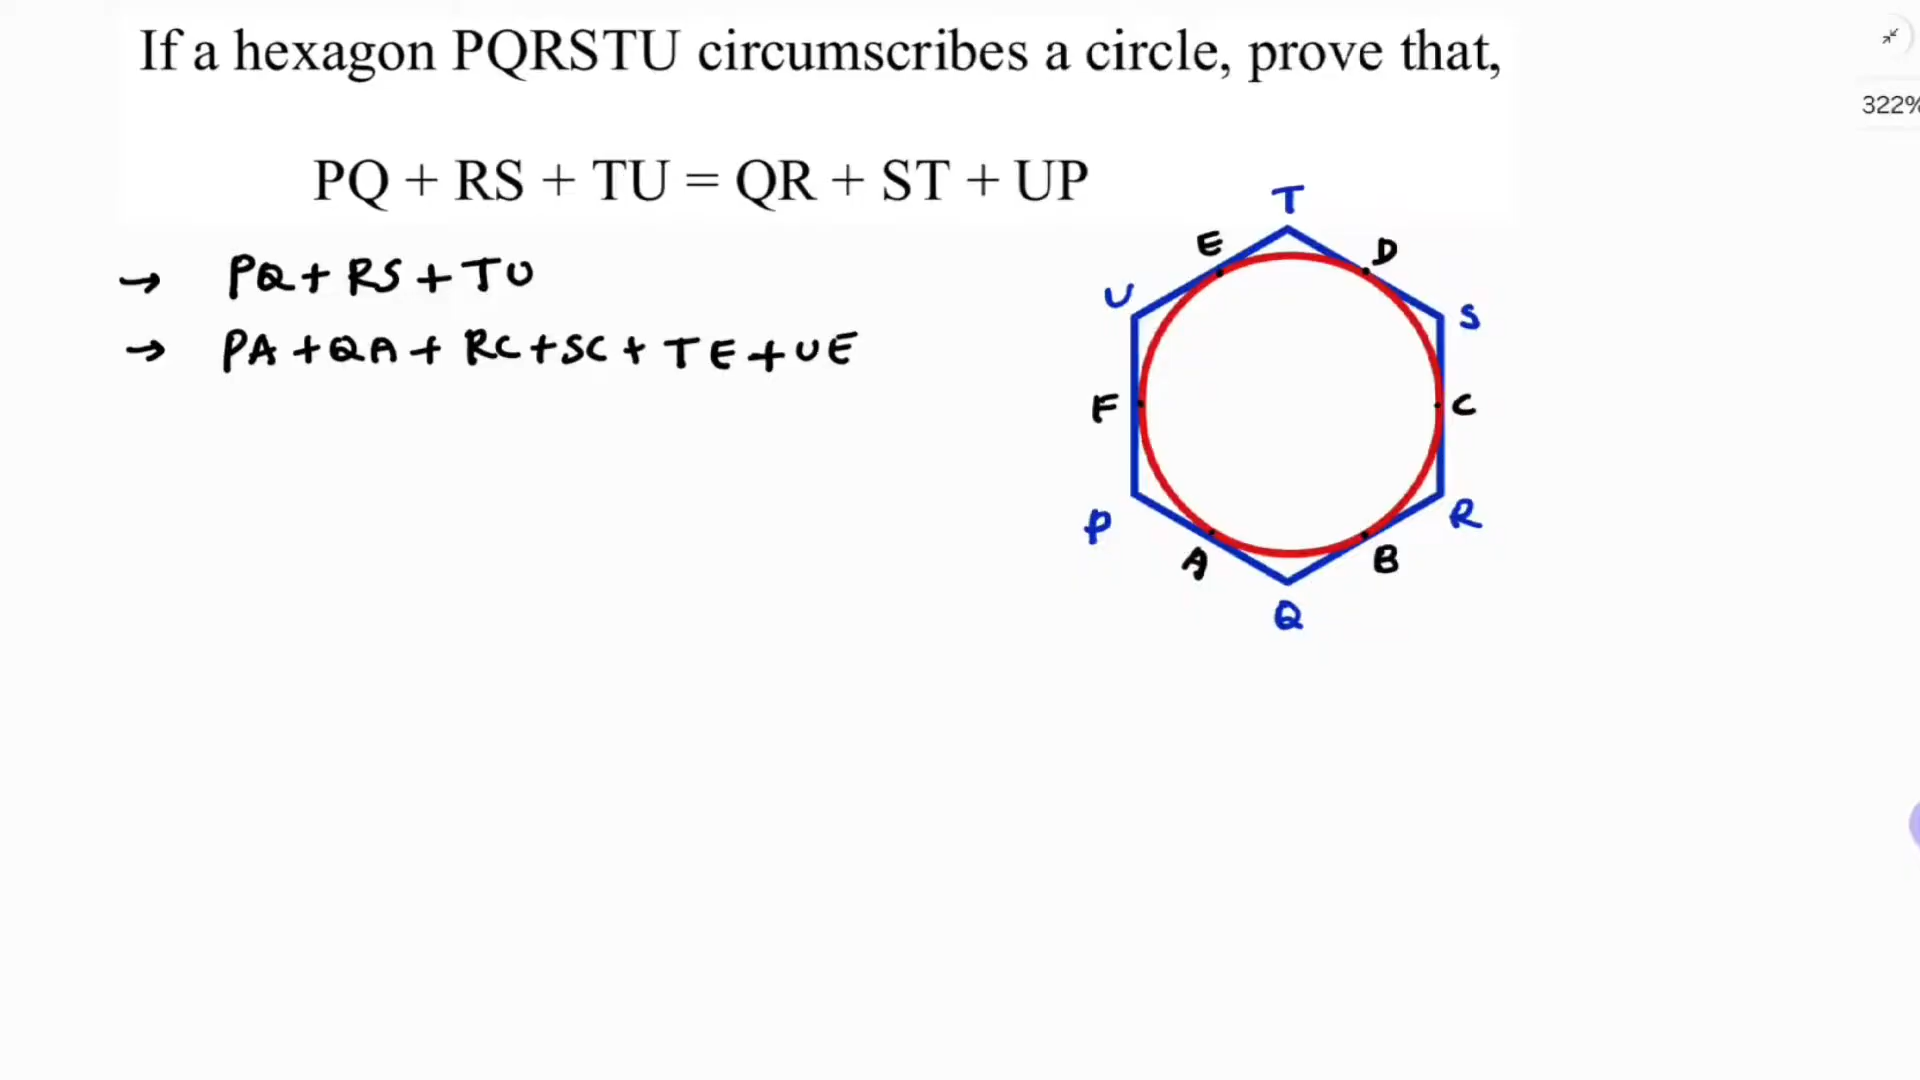 If a hexagon PQRSTU circumscribes a circle, prove that,
322%
PQ + RS + TU = QR + ST + UP
→ PQ + RS + TU
→ PA + QA + RC + SC + TE + UE
T
E
D
U
S
F
C
P
R
A
B
Q